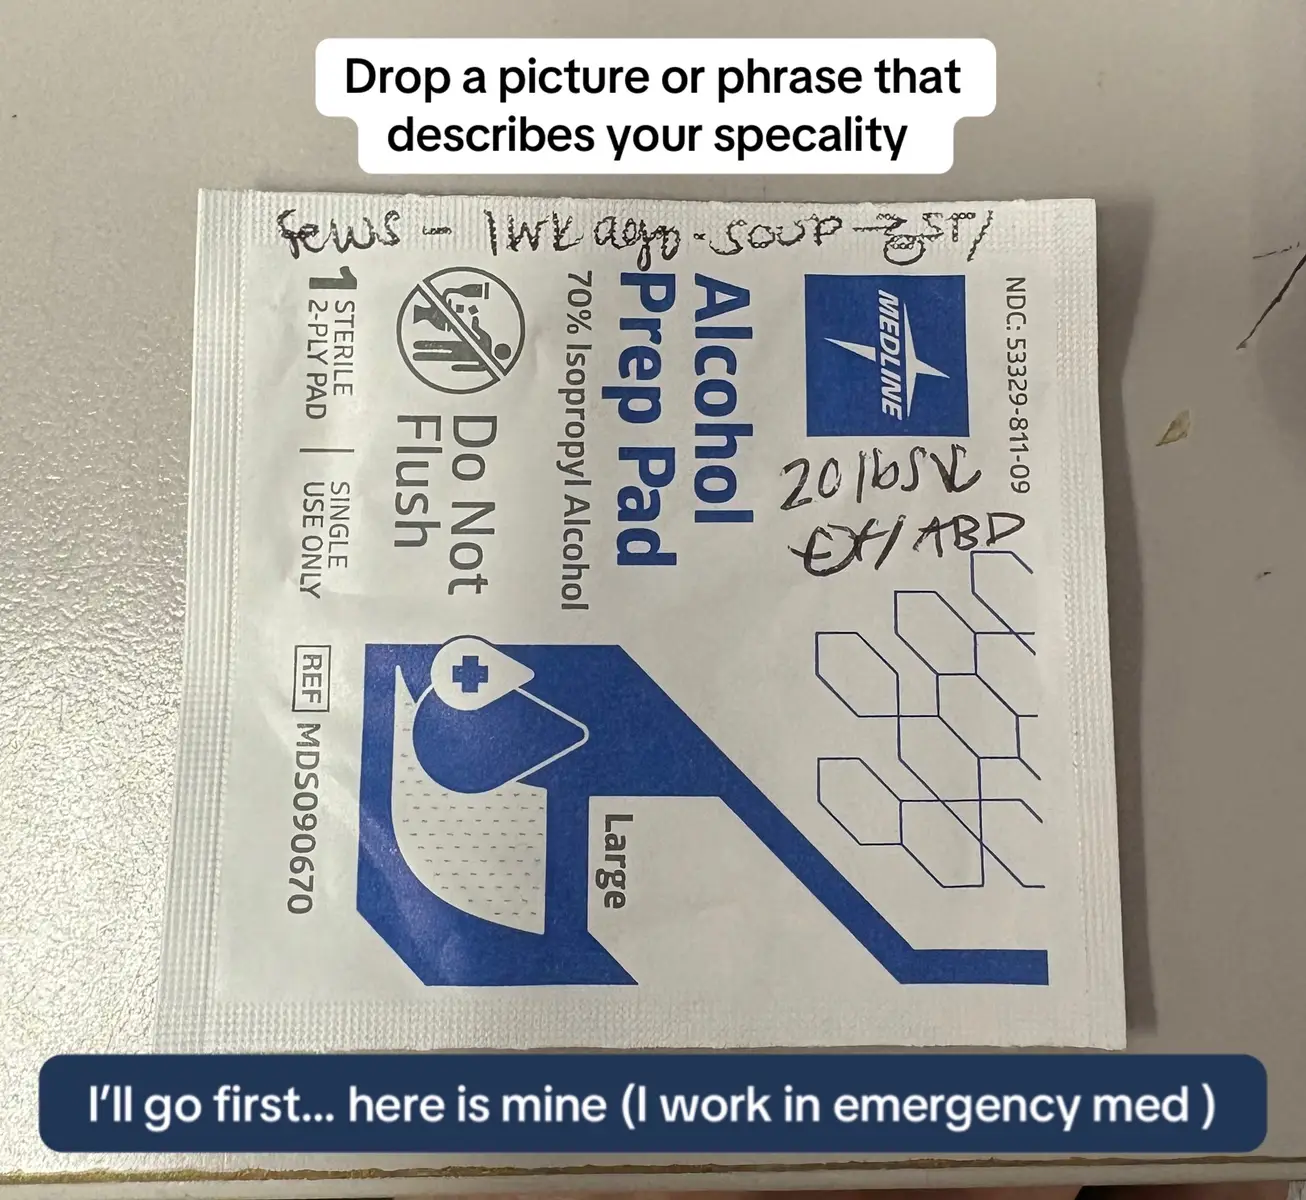 Drop a picture or phrase that
describes your specality
1wk ago - soup
NDC: 53329-811-09
MEDLINE
20 lbs
ABD
Alcohol
Prep Pad
70% Isopropyl Alcohol
Do Not
Flush
1 STERILE
2-PLY PAD
SINGLE
USE ONLY
REF MDS090670
Large
I'll go first... here is mine (I work in emergency med )